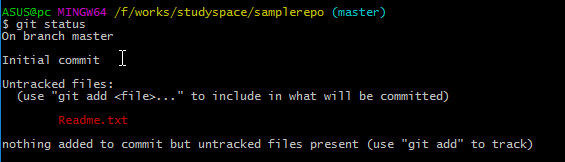 ASUS@pc MINGW64 /f/works/studyspace/samplerepo (master)
$ git status
On branch master
Initial commit
Untracked files:
(use "git add <file>..." to include in what will be committed)
Readme.txt
nothing added to commit but untracked files present (use "git add" to track)